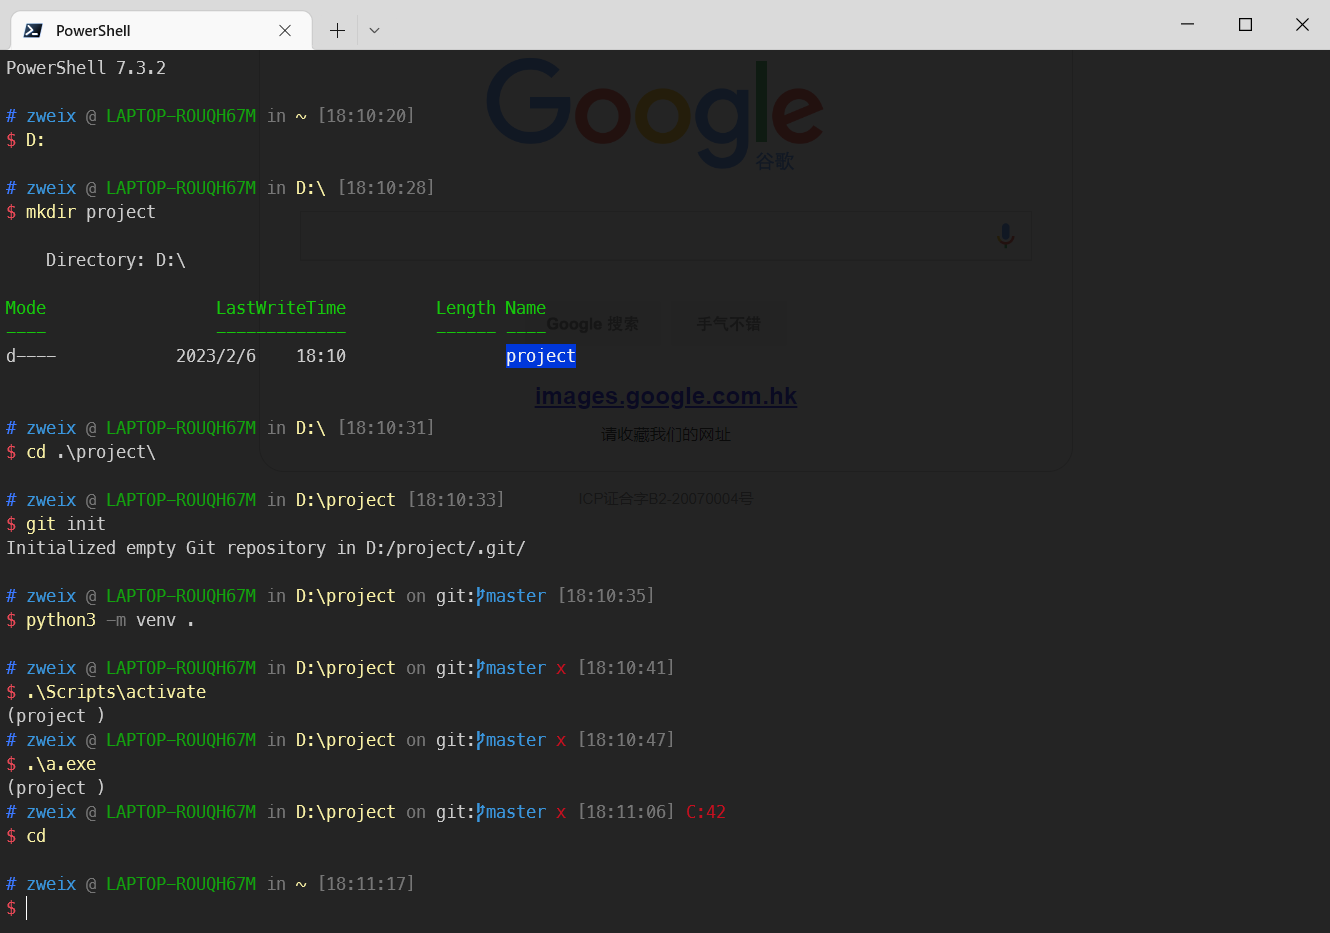 PowerShell
PowerShell 7.3.2
Google
谷歌
# zweix @ LAPTOP-ROUQH67M in ~ [18:10:20]
$ D:
# zweix @ LAPTOP-ROUQH67M in D:\ [18:10:28]
$ mkdir project
Directory: D:\
Mode LastWriteTime Length Name
---- ------------- ------ ----
Google 搜索 手气不错
d---- 2023/2/6 18:10 project
images.google.com.hk
# zweix @ LAPTOP-ROUQH67M in D:\ [18:10:31]
请收藏我们的网址
$ cd .\project\
# zweix @ LAPTOP-ROUQH67M in D:\project [18:10:33]
ICP证合字B2-20070004号
$ git init
Initialized empty Git repository in D:/project/.git/
# zweix @ LAPTOP-ROUQH67M in D:\project on git:master [18:10:35]
$ python3 -m venv .
# zweix @ LAPTOP-ROUQH67M in D:\project on git:master x [18:10:41]
$ .\Scripts\activate
(project )
# zweix @ LAPTOP-ROUQH67M in D:\project on git:master x [18:10:47]
$ .\a.exe
(project )
# zweix @ LAPTOP-ROUQH67M in D:\project on git:master x [18:11:06] C:42
$ cd
# zweix @ LAPTOP-ROUQH67M in ~ [18:11:17]
$